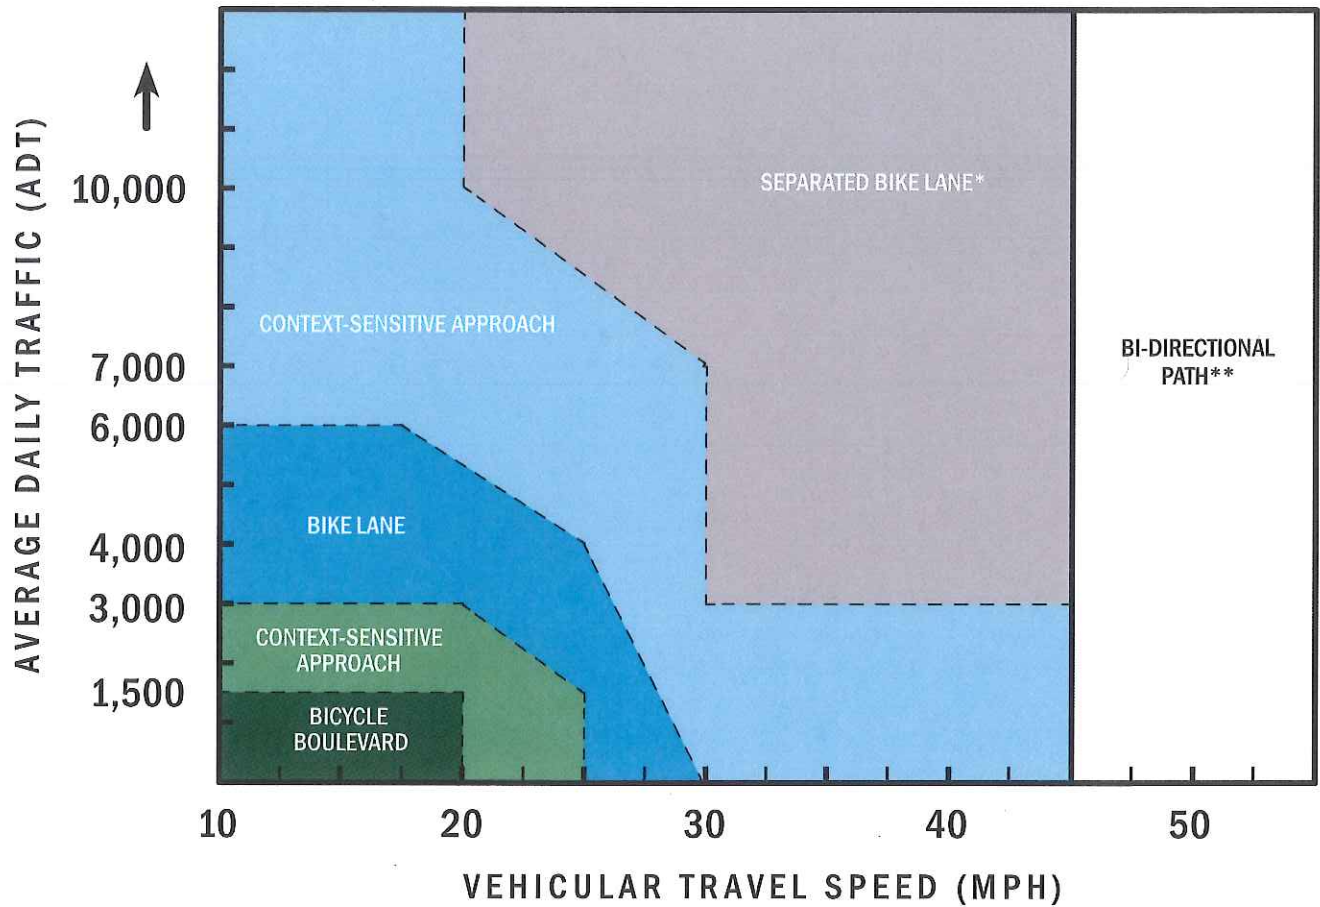 AVERAGE DAILY TRAFFIC (ADT)
10,000
7,000
6,000
4,000
3,000
1,500
SEPARATED BIKE LANE*
CONTEXT-SENSITIVE APPROACH
BI-DIRECTIONAL
PATH**
BIKE LANE
CONTEXT-SENSITIVE
APPROACH
BICYCLE
BOULEVARD
10 20 30 40 50
VEHICULAR TRAVEL SPEED (MPH)